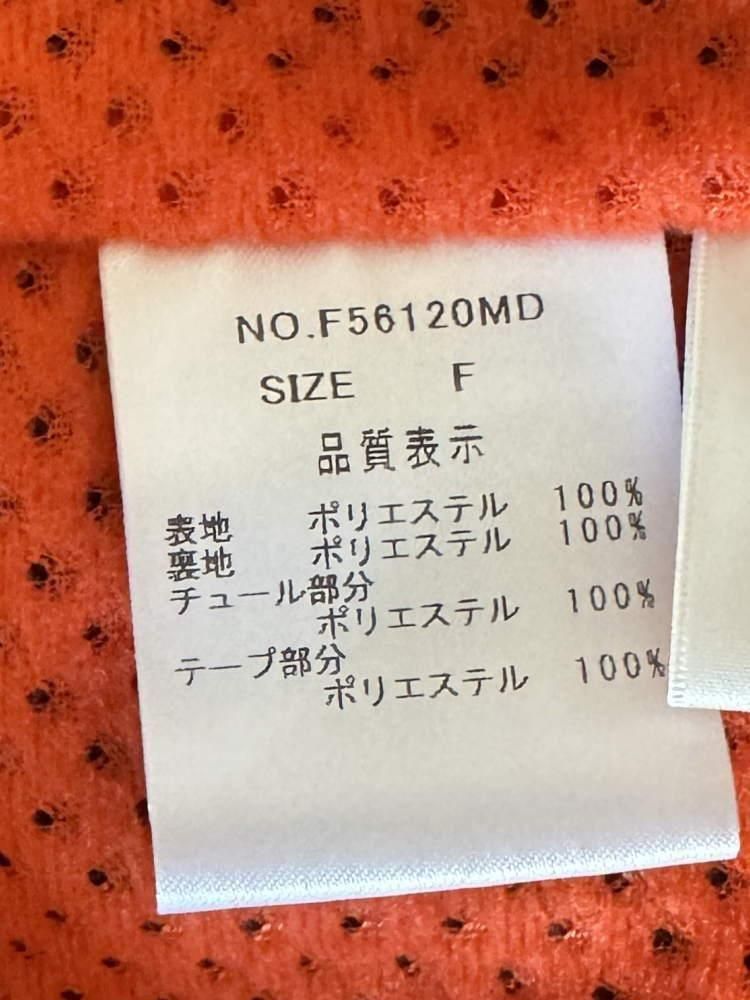 NO.F56120MD
SIZE F
品質表示
表地 ポリエステル 100%
裏地 ポリエステル 100%
チュール部分
ポリエステル 100%
テープ部分
ポリエステル 100%